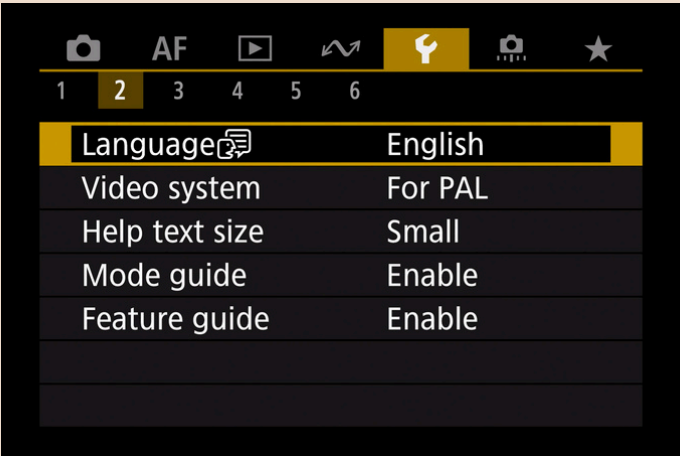 AF
1 2 3 4 5 6
Language English
Video system For PAL
Help text size Small
Mode guide Enable
Feature guide Enable